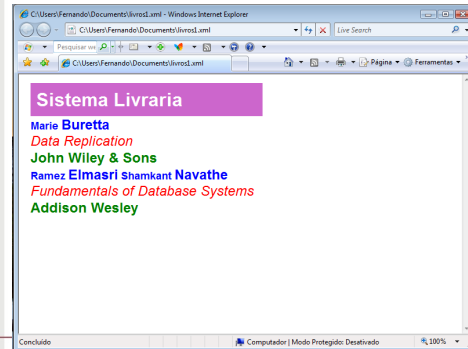 C:\Users\Fernando\Documents\livros1.xml - Windows Internet Explorer
C:\Users\Fernando\Documents\livros1.xml
Live Search
Pesquisar
C:\Users\Fernando\Documents\livros1.xml
Página
Ferramentas
Sistema Livraria
Marie Buretta
Data Replication
John Wiley & Sons
Ramez Elmasri Shamkant Navathe
Fundamentals of Database Systems
Addison Wesley
Concluído
Computador | Modo Protegido: Desativado
100%